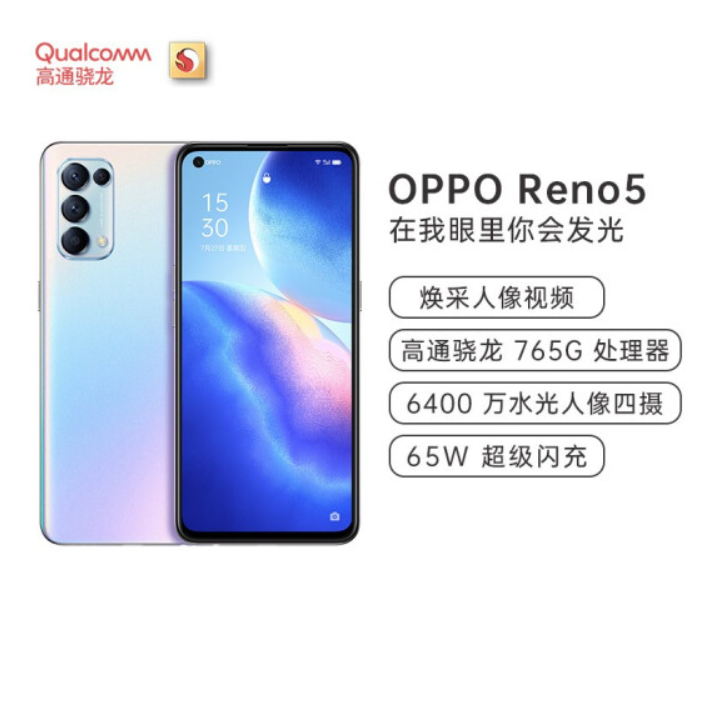 Qualcomm
高通骁龙
OPPO
15
30
OPPO Reno5
在我眼里你会发光
焕采人像视频
高通骁龙 765G 处理器
6400 万水光人像四摄
65W 超级闪充